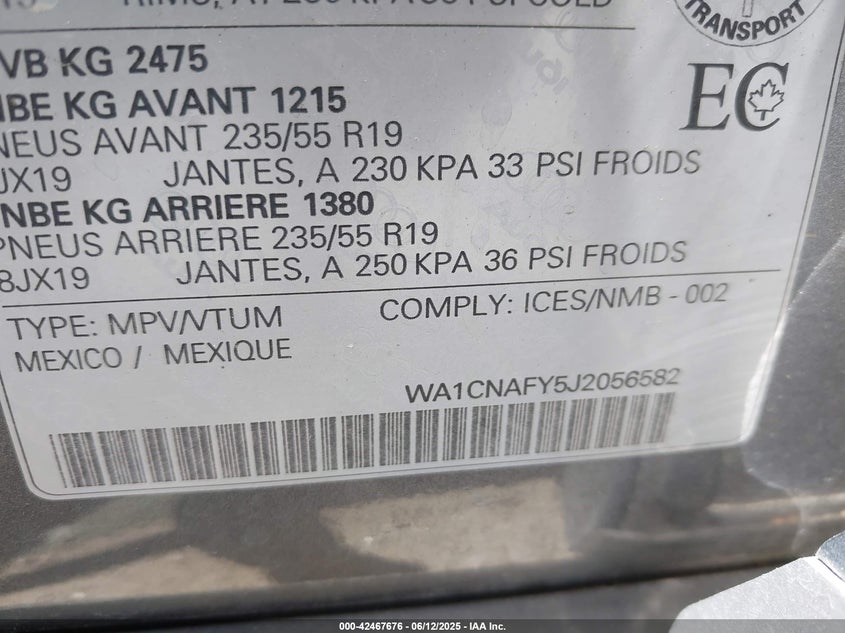 TRANSPORT
VB KG 2475
NBE KG AVANT 1215
NEUS AVANT 235/55 R19
JX19 JANTES, A 230 KPA 33 PSI FROIDS
NBE KG ARRIERE 1380
PNEUS ARRIERE 235/55 R19
8JX19 JANTES, A 250 KPA 36 PSI FROIDS
EC
TYPE: MPV/VTUM
COMPLY: ICES/NMB - 002
MEXICO / MEXIQUE
WA1CNAFY5J2056582
000-42467676 - 06/12/2025 - IAA Inc.